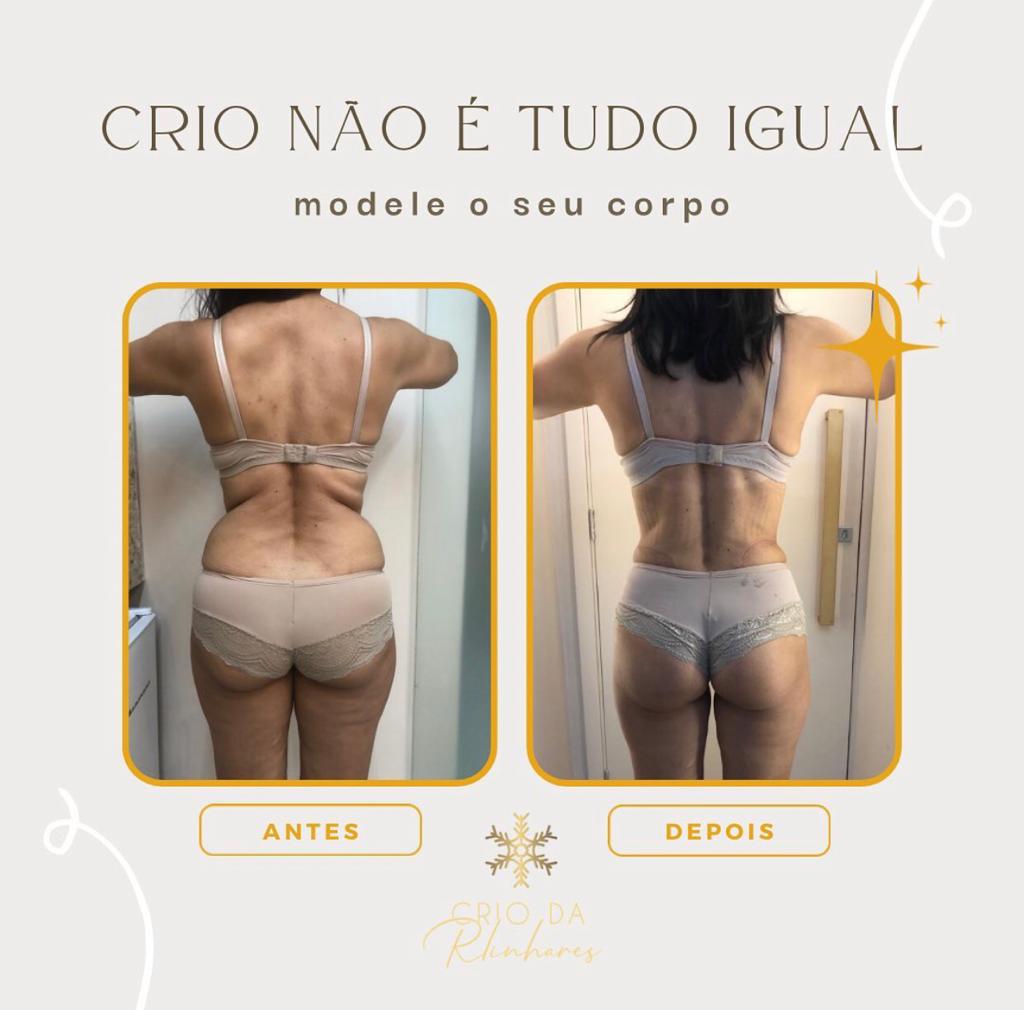 CRIO NÃO É TUDO IGUAL
modele o seu corpo
ANTES
DEPOIS
CRIO DA
Rlinhares